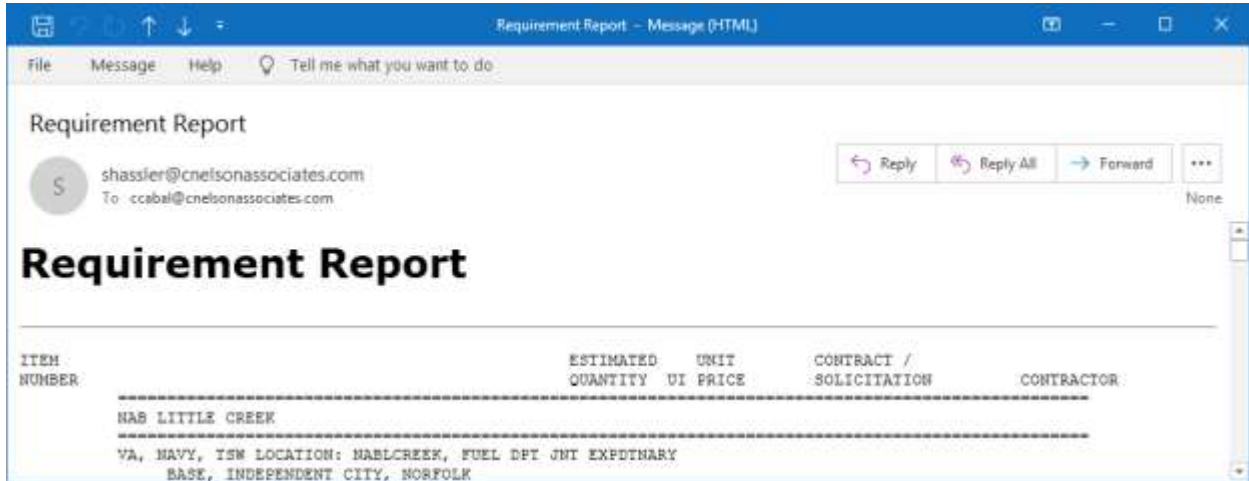 Requirement Report – Message (HTML)
File Message Help Tell me what you want to do
Requirement Report
S
shassler@cnelsonassociates.com
To ccabal@cnelsonassociates.com
Reply Reply All Forward ...
None
Requirement Report
ITEM ESTIMATED UNIT CONTRACT /
NUMBER QUANTITY UI PRICE SOLICITATION CONTRACTOR
NAB LITTLE CREEK
VA, NAVY, TSW LOCATION: NABLCREEK, FUEL DPT JNT EXPDTNARY
BASE, INDEPENDENT CITY, NORFOLK